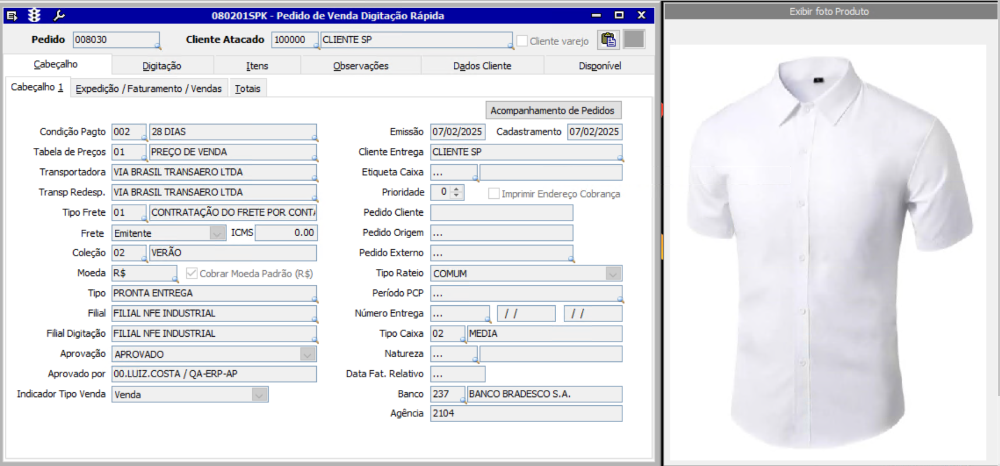 080201SPK - Pedido de Venda Digitação Rápida
Exibir foto Produto
Pedido 008030 Cliente Atacado 100000 CLIENTE SP Cliente varejo
Cabeçalho Digitação Itens Observações Dados Cliente Disponível
Cabeçalho 1 Expedição / Faturamento / Vendas Totais
Acompanhamento de Pedidos
Condição Pagto 002 28 DIAS Emissão 07/02/2025 Cadastramento 07/02/2025
Tabela de Preços 01 PREÇO DE VENDA Cliente Entrega CLIENTE SP
Transportadora VIA BRASIL TRANSAERO LTDA Etiqueta Caixa ...
Transp Redesp. VIA BRASIL TRANSAERO LTDA Prioridade 0 Imprimir Endereço Cobrança
Tipo Frete 01 CONTRATAÇÃO DO FRETE POR CONTA Pedido Cliente
Frete Emitente ICMS 0.00 Pedido Origem ...
Coleção 02 VERÃO Pedido Externo ...
Moeda R$ Cobrar Moeda Padrão (R$) Tipo Rateio COMUM
Tipo PRONTA ENTREGA Período PCP ...
Filial FILIAL NFE INDUSTRIAL Número Entrega ... / / / /
Filial Digitação FILIAL NFE INDUSTRIAL Tipo Caixa 02 MEDIA
Aprovação APROVADO Natureza ...
Aprovado por 00.LUIZ.COSTA / QA-ERP-AP Data Fat. Relativo ...
Indicador Tipo Venda Venda Banco 237 BANCO BRADESCO S.A.
Agência 2104